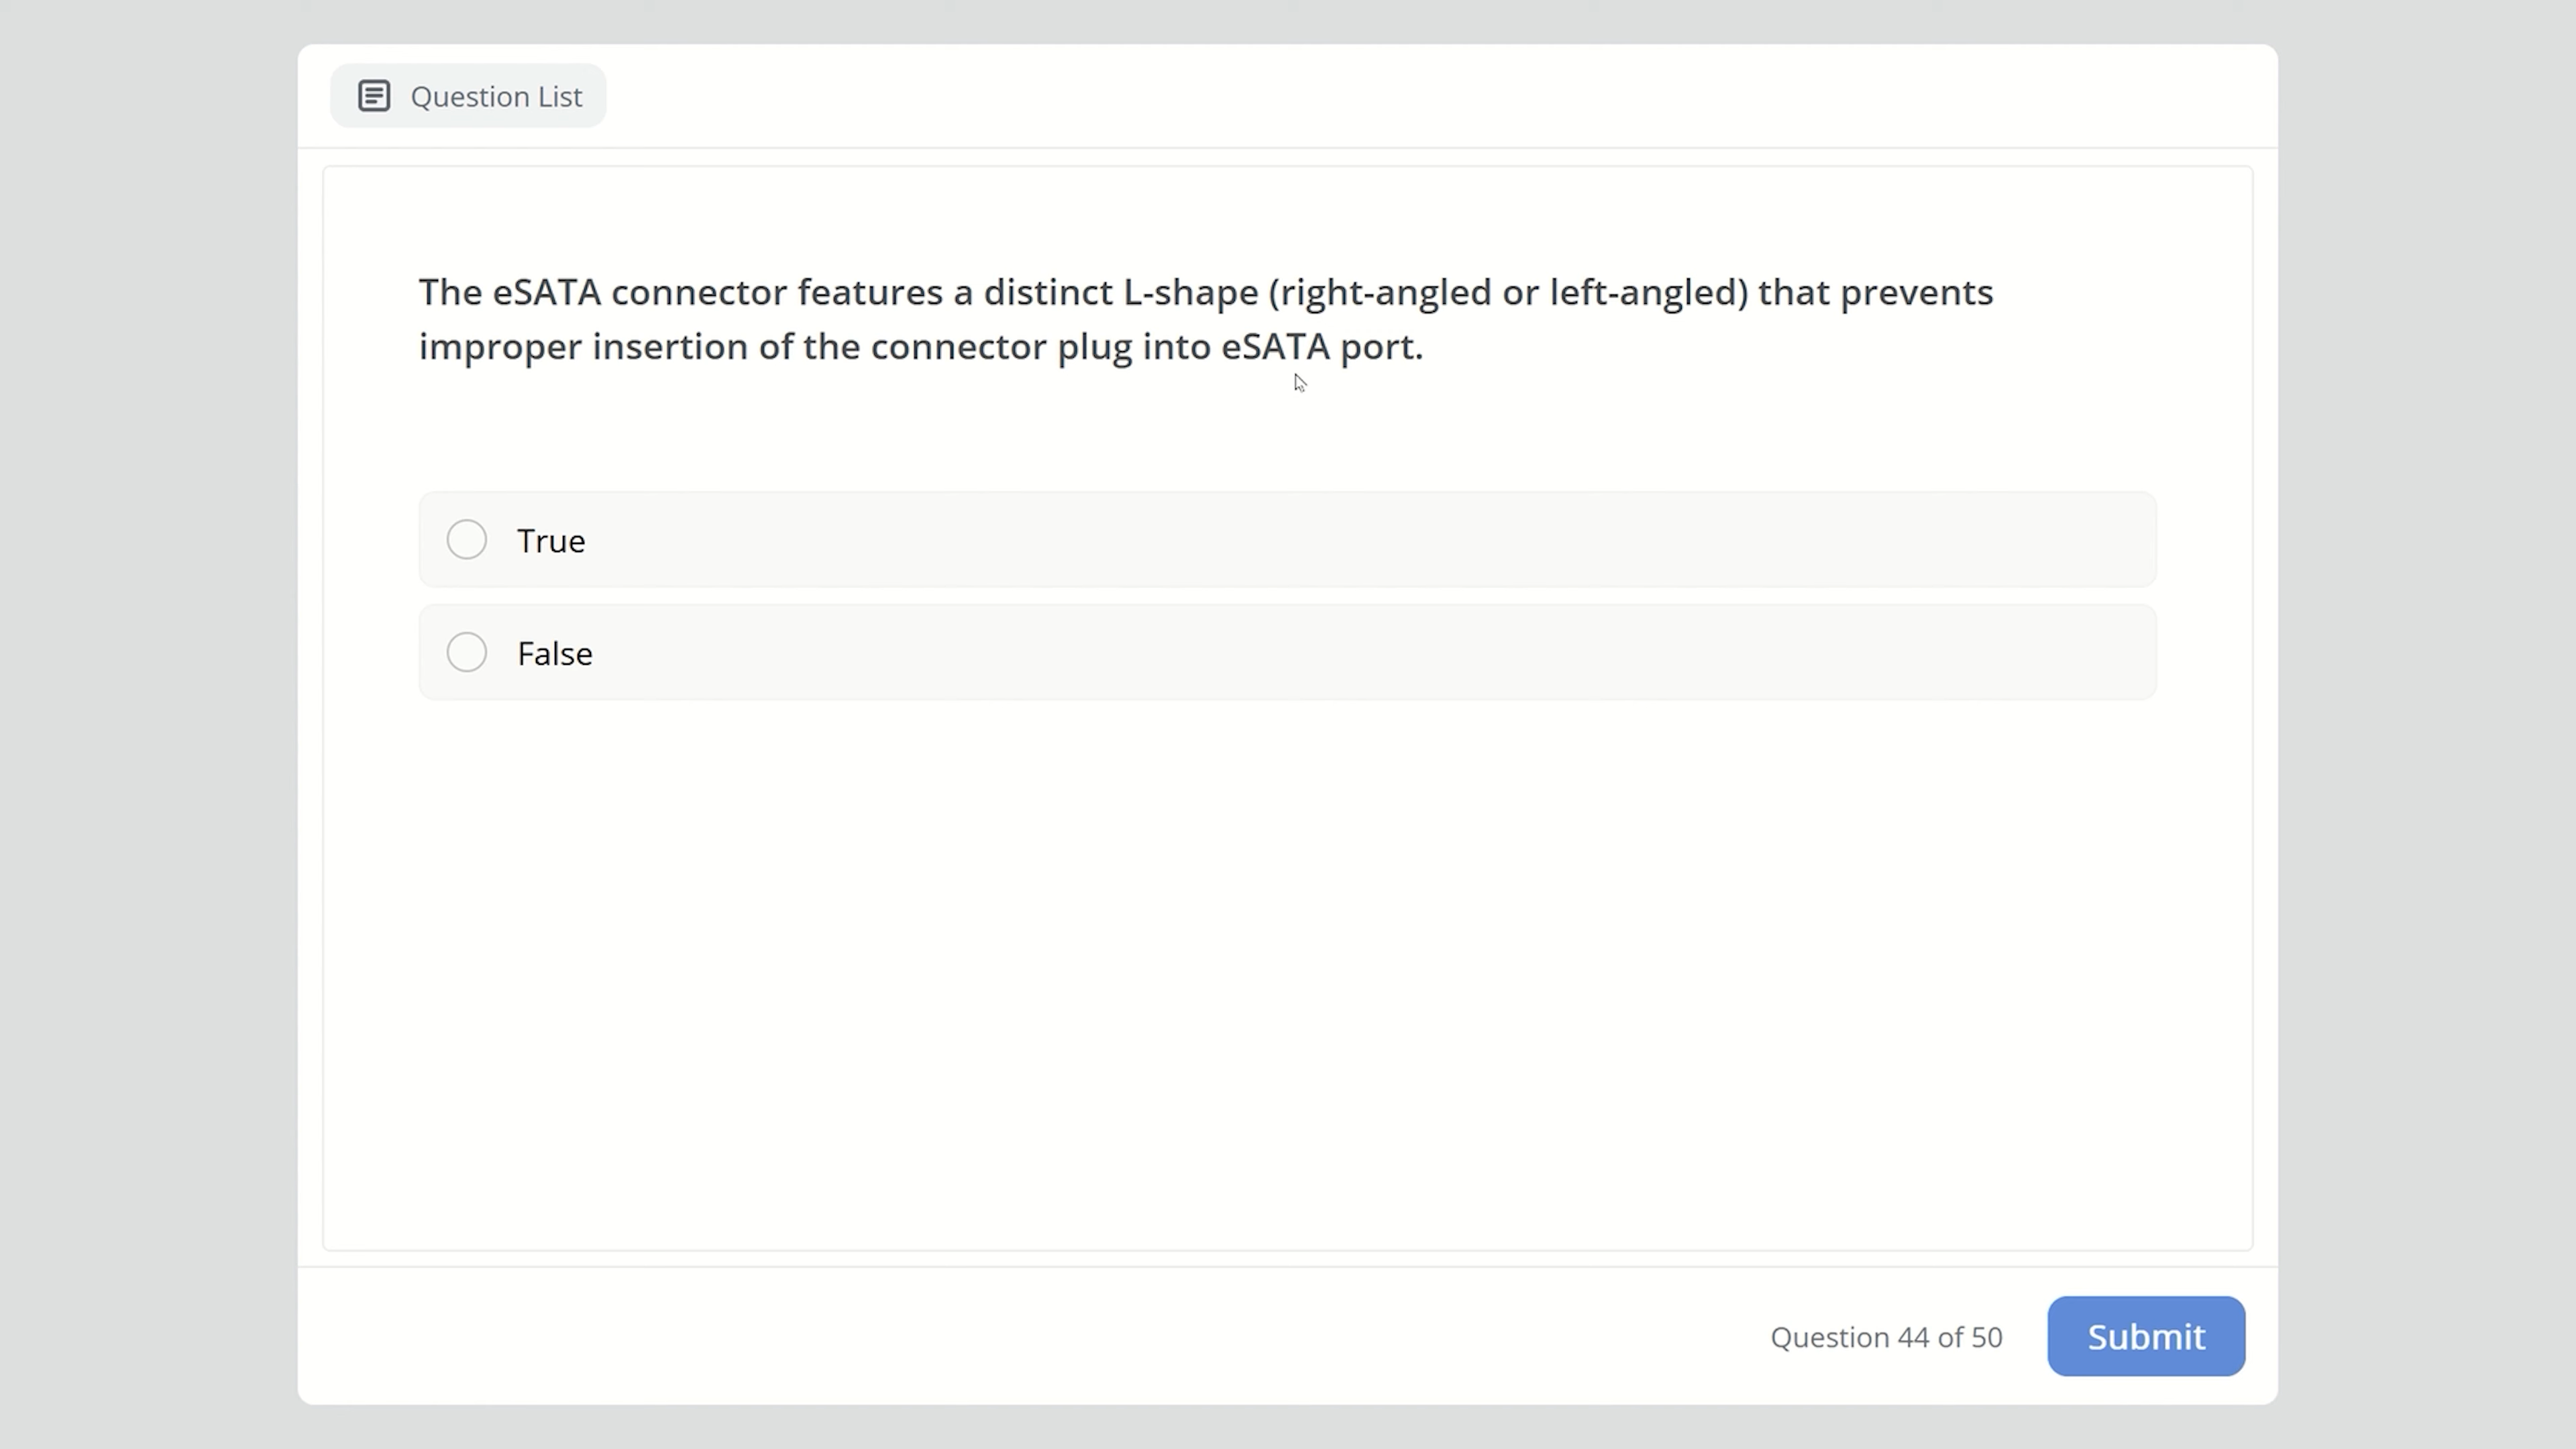 Question List
The eSATA connector features a distinct L-shape (right-angled or left-angled) that prevents
improper insertion of the connector plug into eSATA port.
True
False
Question 44 of 50
Submit